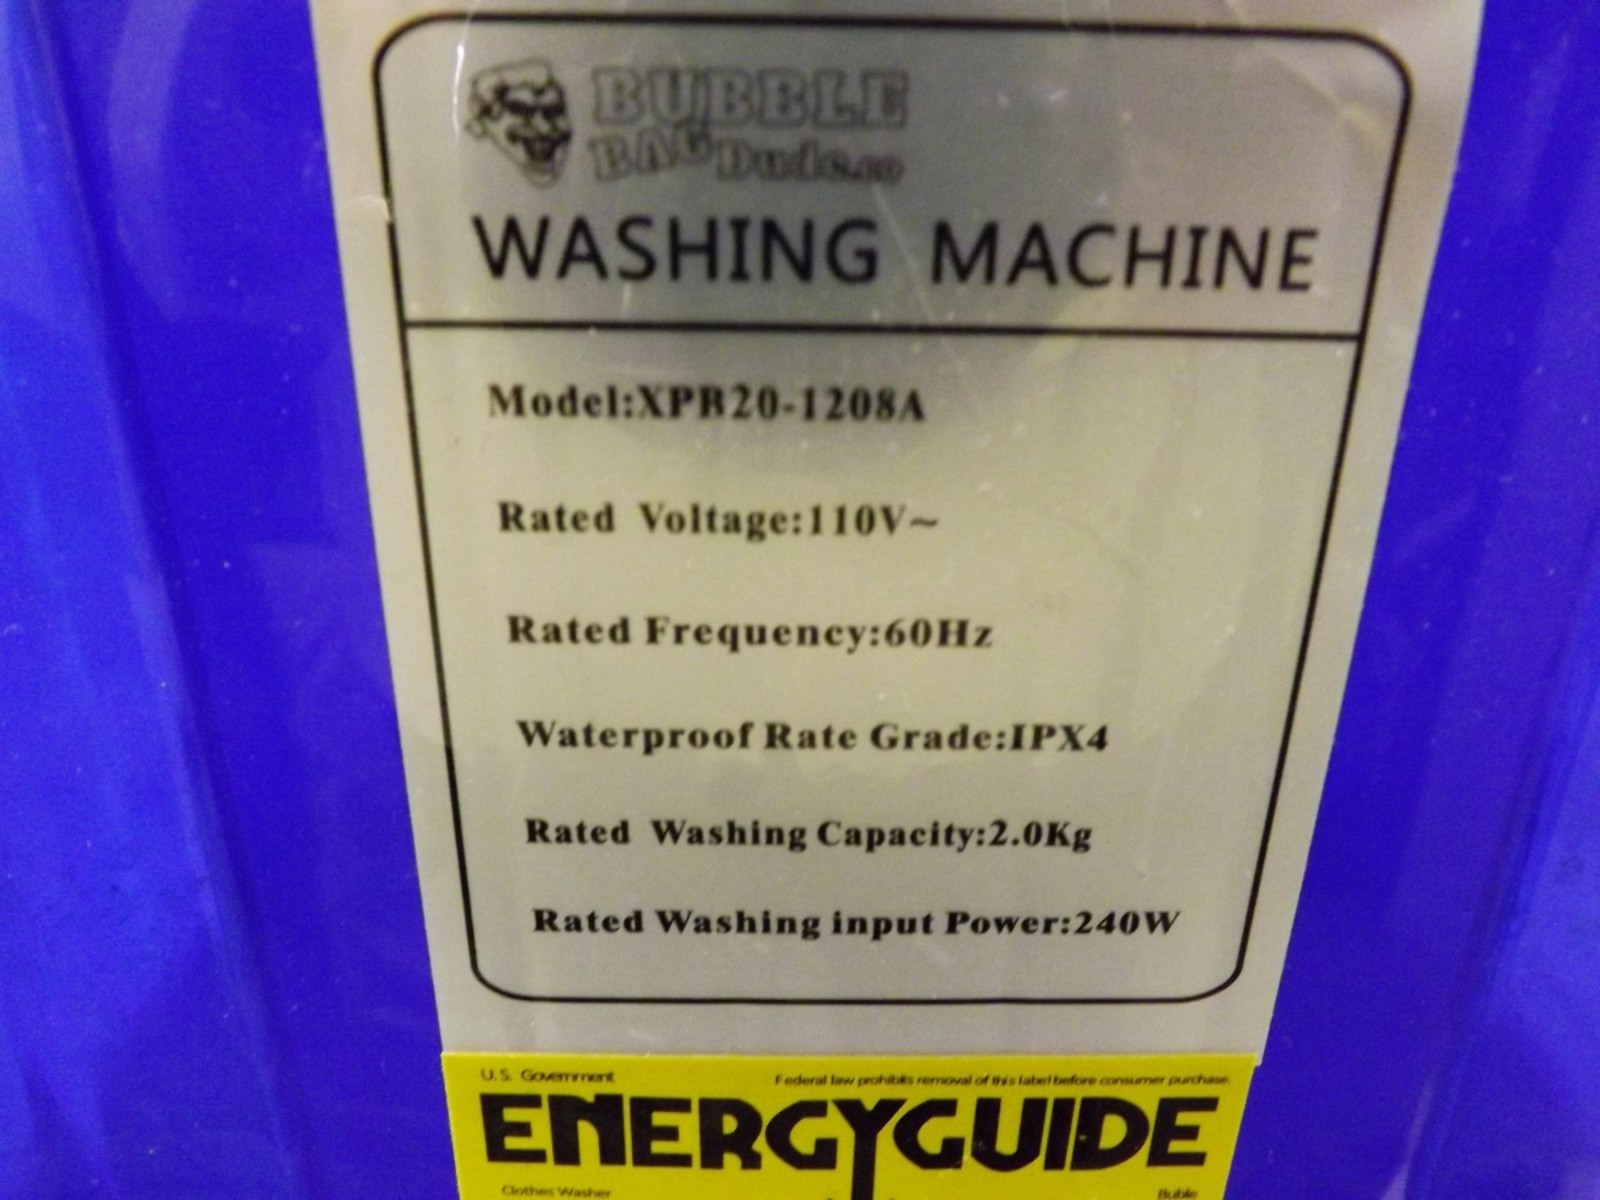 BUBBLE
BAG Dude.co
WASHING MACHINE
Model:XPB20-1208A
Rated Voltage:110V~
Rated Frequency:60Hz
Waterproof Rate Grade:IPX4
Rated Washing Capacity:2.0Kg
Rated Washing input Power:240W
U.S. Government Federal law prohibits removal of this label before consumer purchase.
ENERGYGUIDE
Clothes Washer Buble